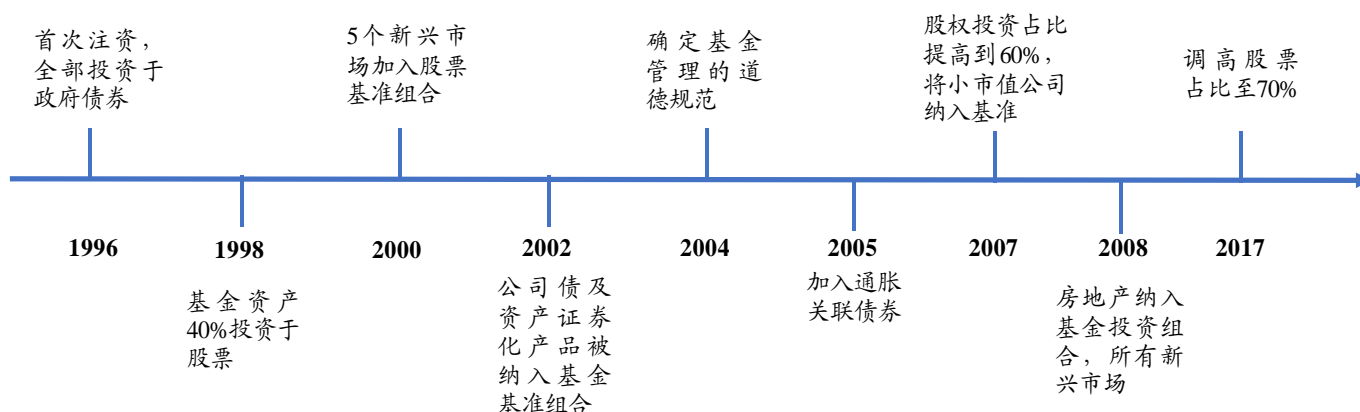 首次注资，
全部投资于
政府债券
5个新兴市
场加入股票
基准组合
确定基金
管理的道
德规范
股权投资占比
提高到60%，
将小市值公司
纳入基准
调高股票
占比至70%
1996
1998
2000
2002
2004
2005
2007
2008
2017
基金资产
40%投资于
股票
公司债及
资产证券
化产品被
纳入基金
基准组合
加入通胀
关联债券
房地产纳入
基金投资组
合，所有新
兴市场